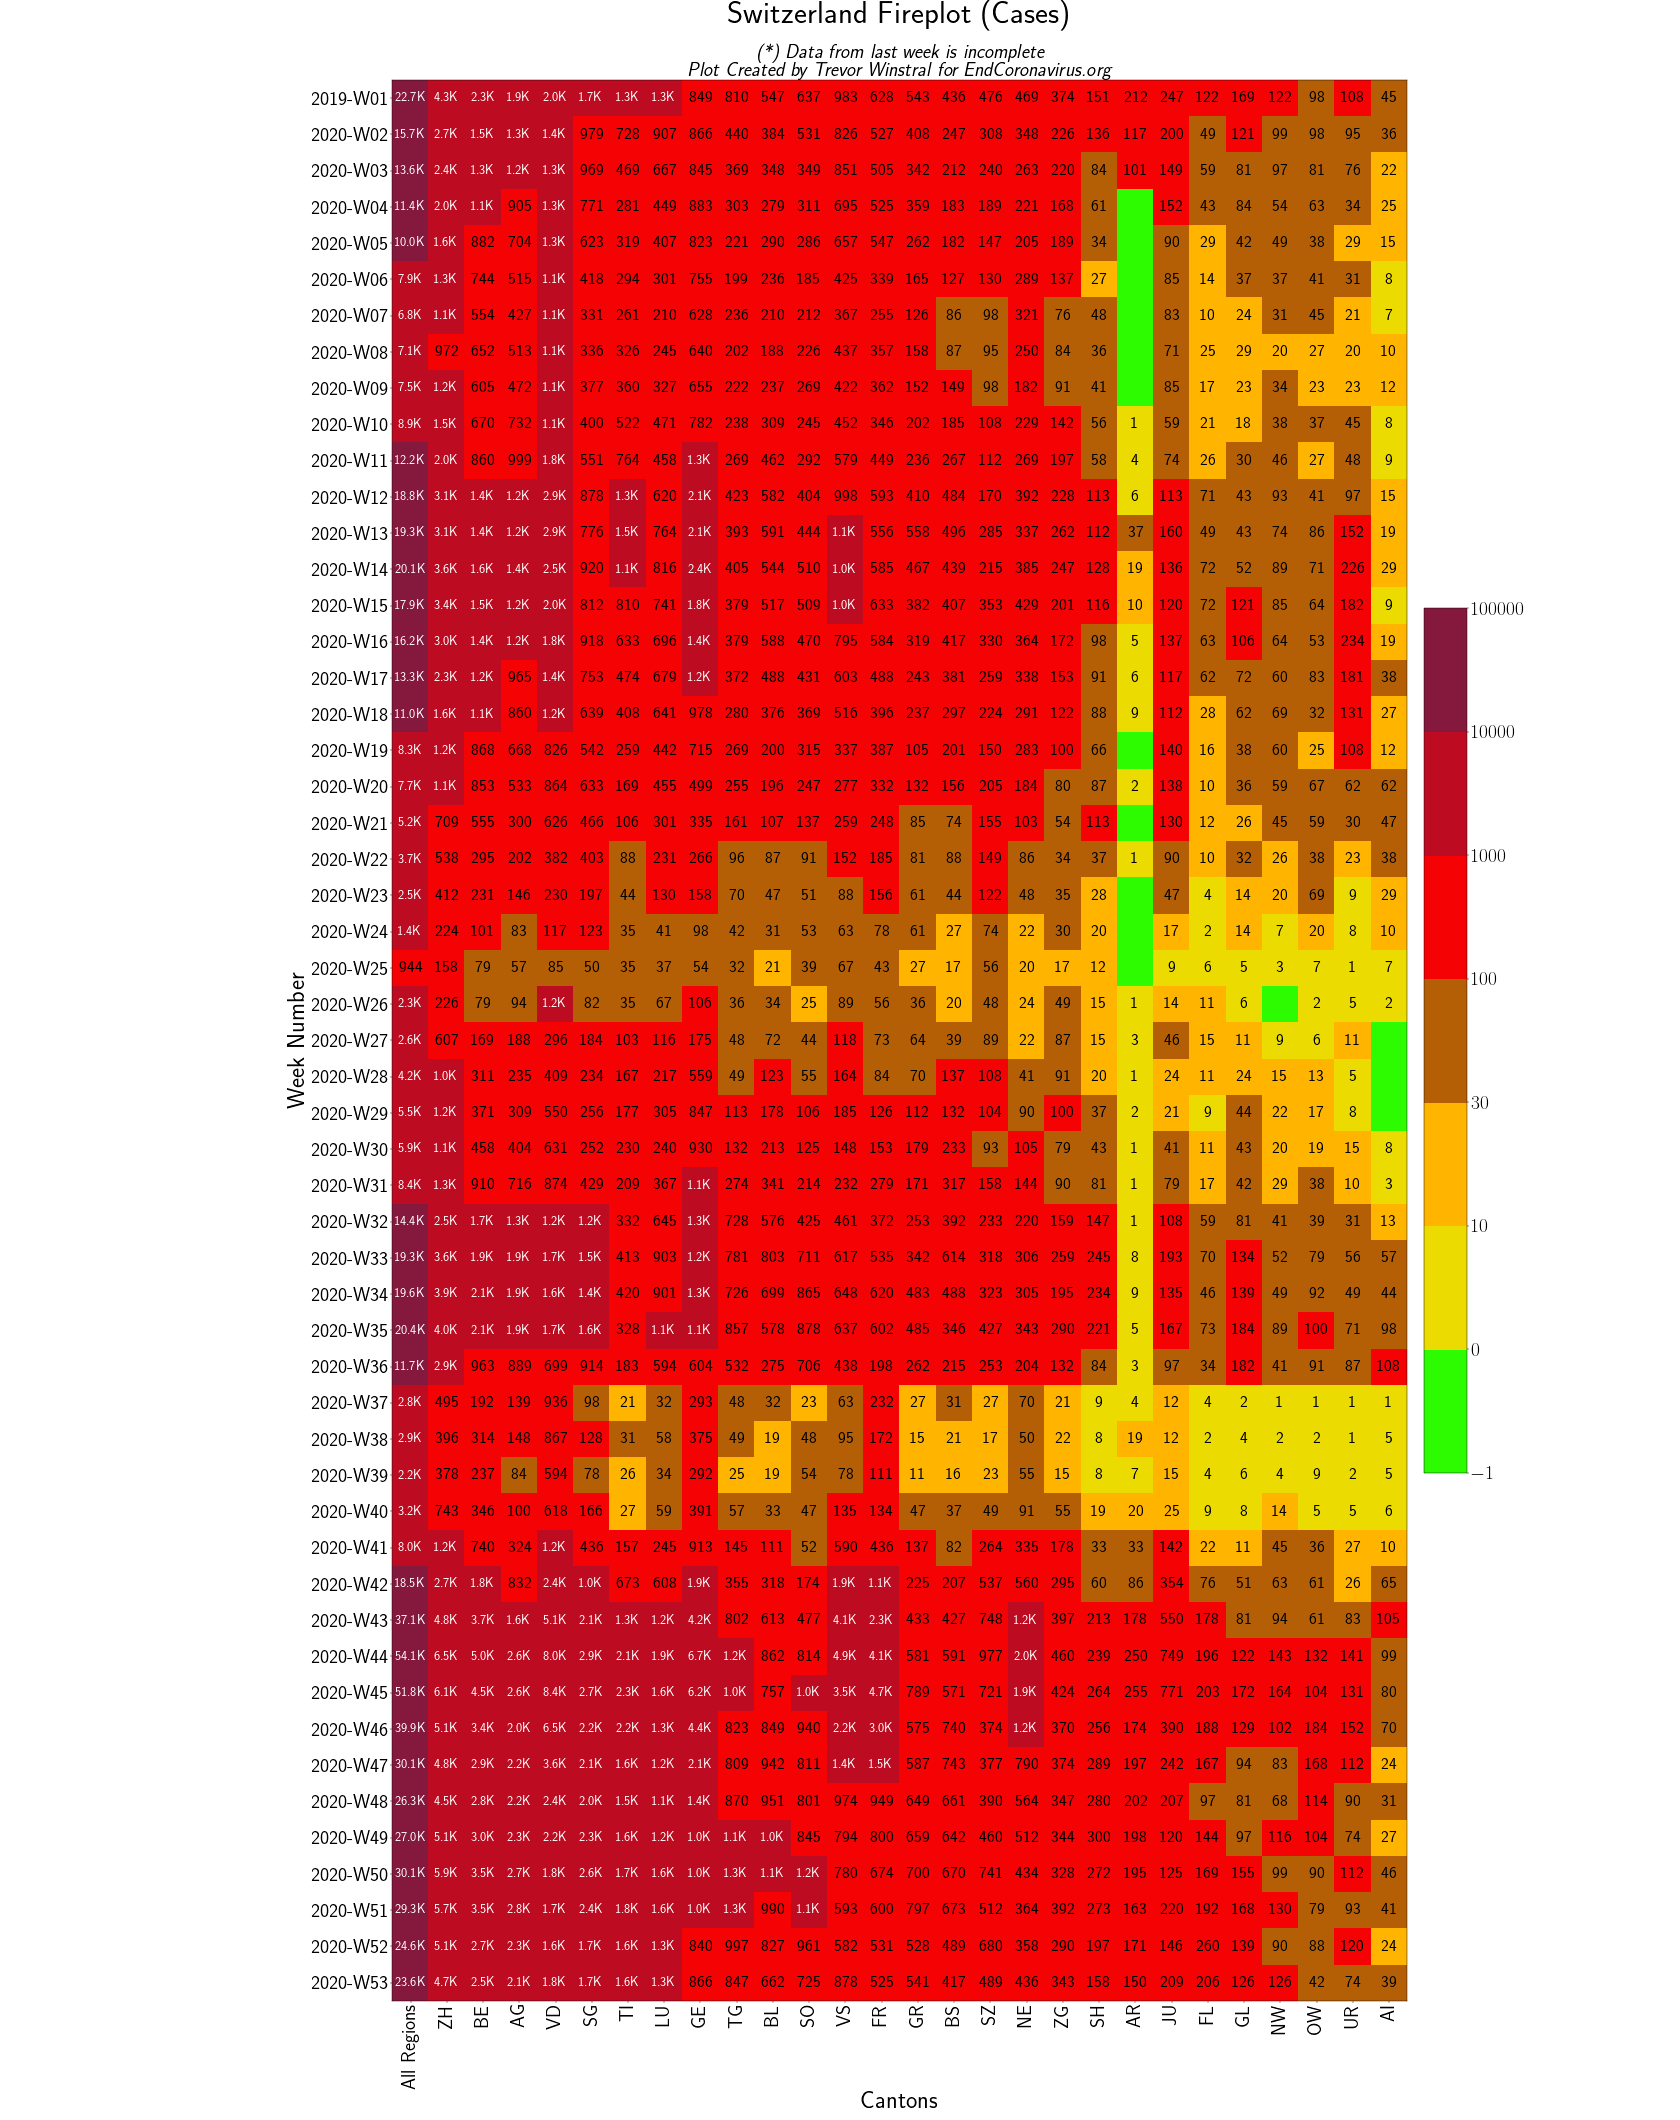 Switzerland Fireplot (Cases)
(*) Data from last week is incomplete
Plot Created by Trevor Winstral for EndCoronavirus.org
2019-W01 22.7K 4.3K 2.3K 1.9K 2.0K 1.7K 1.3K 1.3K 849 810 547 637 983 628 543 436 476 469 374 151 212 247 122 169 122 98 108 45
2020-W02 15.7K 2.7K 1.5K 1.3K 1.4K 979 728 907 866 440 384 531 826 527 408 247 308 348 226 136 117 200 49 121 99 98 95 36
2020-W03 13.6K 2.4K 1.3K 1.2K 1.3K 969 469 667 845 369 348 349 851 505 342 212 240 263 220 84 101 149 59 81 97 81 76 22
2020-W04 11.4K 2.0K 1.1K 905 1.3K 771 281 449 883 303 279 311 695 525 359 183 189 221 168 61 152 43 84 54 63 34 25
2020-W05 10.0K 1.6K 882 704 1.3K 623 319 407 823 221 290 286 657 547 262 182 147 205 189 34 90 29 42 49 38 29 15
2020-W06 7.9K 1.3K 744 515 1.1K 418 294 301 755 199 236 185 425 339 165 127 130 289 137 27 85 14 37 37 41 31 8
2020-W07 6.8K 1.1K 554 427 1.1K 331 261 210 628 236 210 212 367 255 126 86 98 321 76 48 83 10 24 31 45 21 7
2020-W08 7.1K 972 652 513 1.1K 336 326 245 640 202 188 226 437 357 158 87 95 250 84 36 71 25 29 20 27 20 10
2020-W09 7.5K 1.2K 605 472 1.1K 377 360 327 655 222 237 269 422 362 152 149 98 182 91 41 85 17 23 34 23 23 12
2020-W10 8.9K 1.5K 670 732 1.1K 400 522 471 782 238 309 245 452 346 202 185 108 229 142 56 1 59 21 18 38 37 45 8
2020-W11 12.2K 2.0K 860 999 1.8K 551 764 458 1.3K 269 462 292 579 449 236 267 112 269 197 58 4 74 26 30 46 27 48 9
2020-W12 18.8K 3.1K 1.4K 1.2K 2.9K 878 1.3K 620 2.1K 423 582 404 998 593 410 484 170 392 228 113 6 113 71 43 93 41 97 15
2020-W13 19.3K 3.1K 1.4K 1.2K 2.9K 776 1.5K 764 2.1K 393 591 444 1.1K 556 558 496 285 337 262 112 37 160 49 43 74 86 152 19
2020-W14 20.1K 3.6K 1.6K 1.4K 2.5K 920 1.1K 816 2.4K 405 544 510 1.0K 585 467 439 215 385 247 128 19 136 72 52 89 71 226 29
2020-W15 17.9K 3.4K 1.5K 1.2K 2.0K 812 810 741 1.8K 379 517 509 1.0K 633 382 407 353 429 201 116 10 120 72 121 85 64 182 9
2020-W16 16.2K 3.0K 1.4K 1.2K 1.8K 918 633 696 1.4K 379 588 470 795 584 319 417 330 364 172 98 5 137 63 106 64 53 234 19
2020-W17 13.3K 2.3K 1.2K 965 1.4K 753 474 679 1.2K 372 488 431 603 488 243 381 259 338 153 91 6 117 62 72 60 83 181 38
2020-W18 11.0K 1.6K 1.1K 860 1.2K 639 408 641 978 280 376 369 516 396 237 297 224 291 122 88 9 112 28 62 69 32 131 27
2020-W19 8.3K 1.2K 868 668 826 542 259 442 715 269 200 315 337 387 105 201 150 283 100 66 140 16 38 60 25 108 12
2020-W20 7.7K 1.1K 853 533 864 633 169 455 499 255 196 247 277 332 132 156 205 184 80 87 2 138 10 36 59 67 62 62
2020-W21 5.2K 709 555 300 626 466 106 301 335 161 107 137 259 248 85 74 155 103 54 113 130 12 26 45 59 30 47
2020-W22 3.7K 538 295 202 382 403 88 231 266 96 87 91 152 185 81 88 149 86 34 37 1 90 10 32 26 38 23 38
2020-W23 2.5K 412 231 146 230 197 44 130 158 70 47 51 88 156 61 44 122 48 35 28 47 4 14 20 69 9 29
2020-W24 1.4K 224 101 83 117 123 35 41 98 42 31 53 63 78 61 27 74 22 30 20 17 2 14 7 20 8 10
2020-W25 944 158 79 57 85 50 35 37 54 32 21 39 67 43 27 17 56 20 17 12 9 6 5 3 7 1 7
2020-W26 2.3K 226 79 94 1.2K 82 35 67 106 36 34 25 89 56 36 20 48 24 49 15 1 14 11 6 2 5 2
2020-W27 2.6K 607 169 188 296 184 103 116 175 48 72 44 118 73 64 39 89 22 87 15 3 46 15 11 9 6 11
2020-W28 4.2K 1.0K 311 235 409 234 167 217 559 49 123 55 164 84 70 137 108 41 91 20 1 24 11 24 15 13 5
2020-W29 5.5K 1.2K 371 309 550 256 177 305 847 113 178 106 185 126 112 132 104 90 100 37 2 21 9 44 22 17 8
2020-W30 5.9K 1.1K 458 404 631 252 230 240 930 132 213 125 148 153 179 233 93 105 79 43 1 41 11 43 20 19 15 8
2020-W31 8.4K 1.3K 910 716 874 429 209 367 1.1K 274 341 214 232 279 171 317 158 144 90 81 1 79 17 42 29 38 10 3
2020-W32 14.4K 2.5K 1.7K 1.3K 1.2K 1.2K 332 645 1.3K 728 576 425 461 372 253 392 233 220 159 147 1 108 59 81 41 39 31 13
2020-W33 19.3K 3.6K 1.9K 1.9K 1.7K 1.5K 413 903 1.2K 781 803 711 617 535 342 614 318 306 259 245 8 193 70 134 52 79 56 57
2020-W34 19.6K 3.9K 2.1K 1.9K 1.6K 1.4K 420 901 1.3K 726 699 865 648 620 483 488 323 305 195 234 9 135 46 139 49 92 49 44
2020-W35 20.4K 4.0K 2.1K 1.9K 1.7K 1.6K 328 1.1K 1.1K 857 578 878 637 602 485 346 427 343 290 221 5 167 73 184 89 100 71 98
2020-W36 11.7K 2.9K 963 889 699 914 183 594 604 532 275 706 438 198 262 215 253 204 132 84 3 97 34 182 41 91 87 108
2020-W37 2.8K 495 192 139 936 98 21 32 293 48 32 23 63 232 27 31 27 70 21 9 4 12 4 2 1 1 1 1
2020-W38 2.9K 396 314 148 867 128 31 58 375 49 19 48 95 172 15 21 17 50 22 8 19 12 2 4 2 2 1 5
2020-W39 2.2K 378 237 84 594 78 26 34 292 25 19 54 78 111 11 16 23 55 15 8 7 15 4 6 4 9 2 5
2020-W40 3.2K 743 346 100 618 166 27 59 391 57 33 47 135 134 47 37 49 91 55 19 20 25 9 8 14 5 5 6
2020-W41 8.0K 1.2K 740 324 1.2K 436 157 245 913 145 111 52 590 436 137 82 264 335 178 33 33 142 22 11 45 36 27 10
2020-W42 18.5K 2.7K 1.8K 832 2.4K 1.0K 673 608 1.9K 355 318 174 1.9K 1.1K 225 207 537 560 295 60 86 354 76 51 63 61 26 65
2020-W43 37.1K 4.8K 3.7K 1.6K 5.1K 2.1K 1.3K 1.2K 4.2K 802 613 477 4.1K 2.3K 433 427 748 1.2K 397 213 178 550 178 81 94 61 83 105
2020-W44 54.1K 6.5K 5.0K 2.6K 8.0K 2.9K 2.1K 1.9K 6.7K 1.2K 862 814 4.9K 4.1K 581 591 977 2.0K 460 239 250 749 196 122 143 132 141 99
2020-W45 51.8K 6.1K 4.5K 2.6K 8.4K 2.7K 2.3K 1.6K 6.2K 1.0K 757 1.0K 3.5K 4.7K 789 571 721 1.9K 424 264 255 771 203 172 164 104 131 80
2020-W46 39.9K 5.1K 3.4K 2.0K 6.5K 2.2K 2.2K 1.3K 4.4K 823 849 940 2.2K 3.0K 575 740 374 1.2K 370 256 174 390 188 129 102 184 152 70
2020-W47 30.1K 4.8K 2.9K 2.2K 3.6K 2.1K 1.6K 1.2K 2.1K 809 942 811 1.4K 1.5K 587 743 377 790 374 289 197 242 167 94 83 168 112 24
2020-W48 26.3K 4.5K 2.8K 2.2K 2.4K 2.0K 1.5K 1.1K 1.4K 870 951 801 974 949 649 661 390 564 347 280 202 207 97 81 68 114 90 31
2020-W49 27.0K 5.1K 3.0K 2.3K 2.2K 2.3K 1.6K 1.2K 1.0K 1.1K 1.0K 845 794 800 659 642 460 512 344 300 198 120 144 97 116 104 74 27
2020-W50 30.1K 5.9K 3.5K 2.7K 1.8K 2.6K 1.7K 1.6K 1.0K 1.3K 1.1K 1.2K 780 674 700 670 741 434 328 272 195 125 169 155 99 90 112 46
2020-W51 29.3K 5.7K 3.5K 2.8K 1.7K 2.4K 1.8K 1.6K 1.0K 1.3K 990 1.1K 593 600 797 673 512 364 392 273 163 220 192 168 130 79 93 41
2020-W52 24.6K 5.1K 2.7K 2.3K 1.6K 1.7K 1.6K 1.3K 840 997 827 961 582 531 528 489 680 358 290 197 171 146 260 139 90 88 120 24
2020-W53 23.6K 4.7K 2.5K 2.1K 1.8K 1.7K 1.6K 1.3K 866 847 662 725 878 525 541 417 489 436 343 158 150 209 206 126 126 42 74 39
All Regions ZH BE AG VD SG TI LU GE TG BL SO VS FR GR BS SZ NE ZG SH AR JU FL GL NW OW UR AI
Cantons
Week Number
100000
10000
1000
100
30
10
0
−1